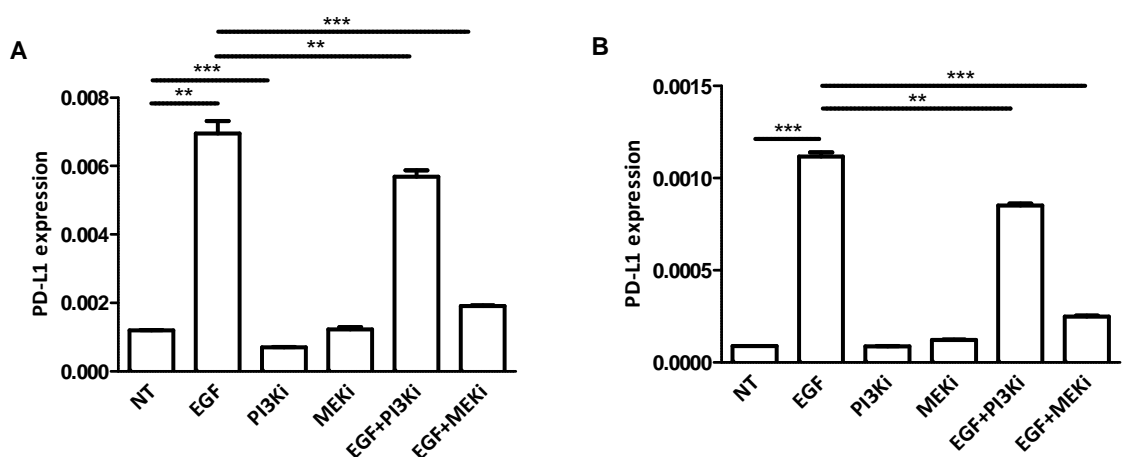 A
***
**
***
**
PD-L1 expression
0.008
0.006
0.004
0.002
0.000
NT
EGF
PI3Ki
MEKi
EGF+PI3Ki
EGF+MEKi
B
***
**
***
PD-L1 expression
0.0015
0.0010
0.0005
0.0000
NT
EGF
PI3Ki
MEKi
EGF+PI3Ki
EGF+MEKi